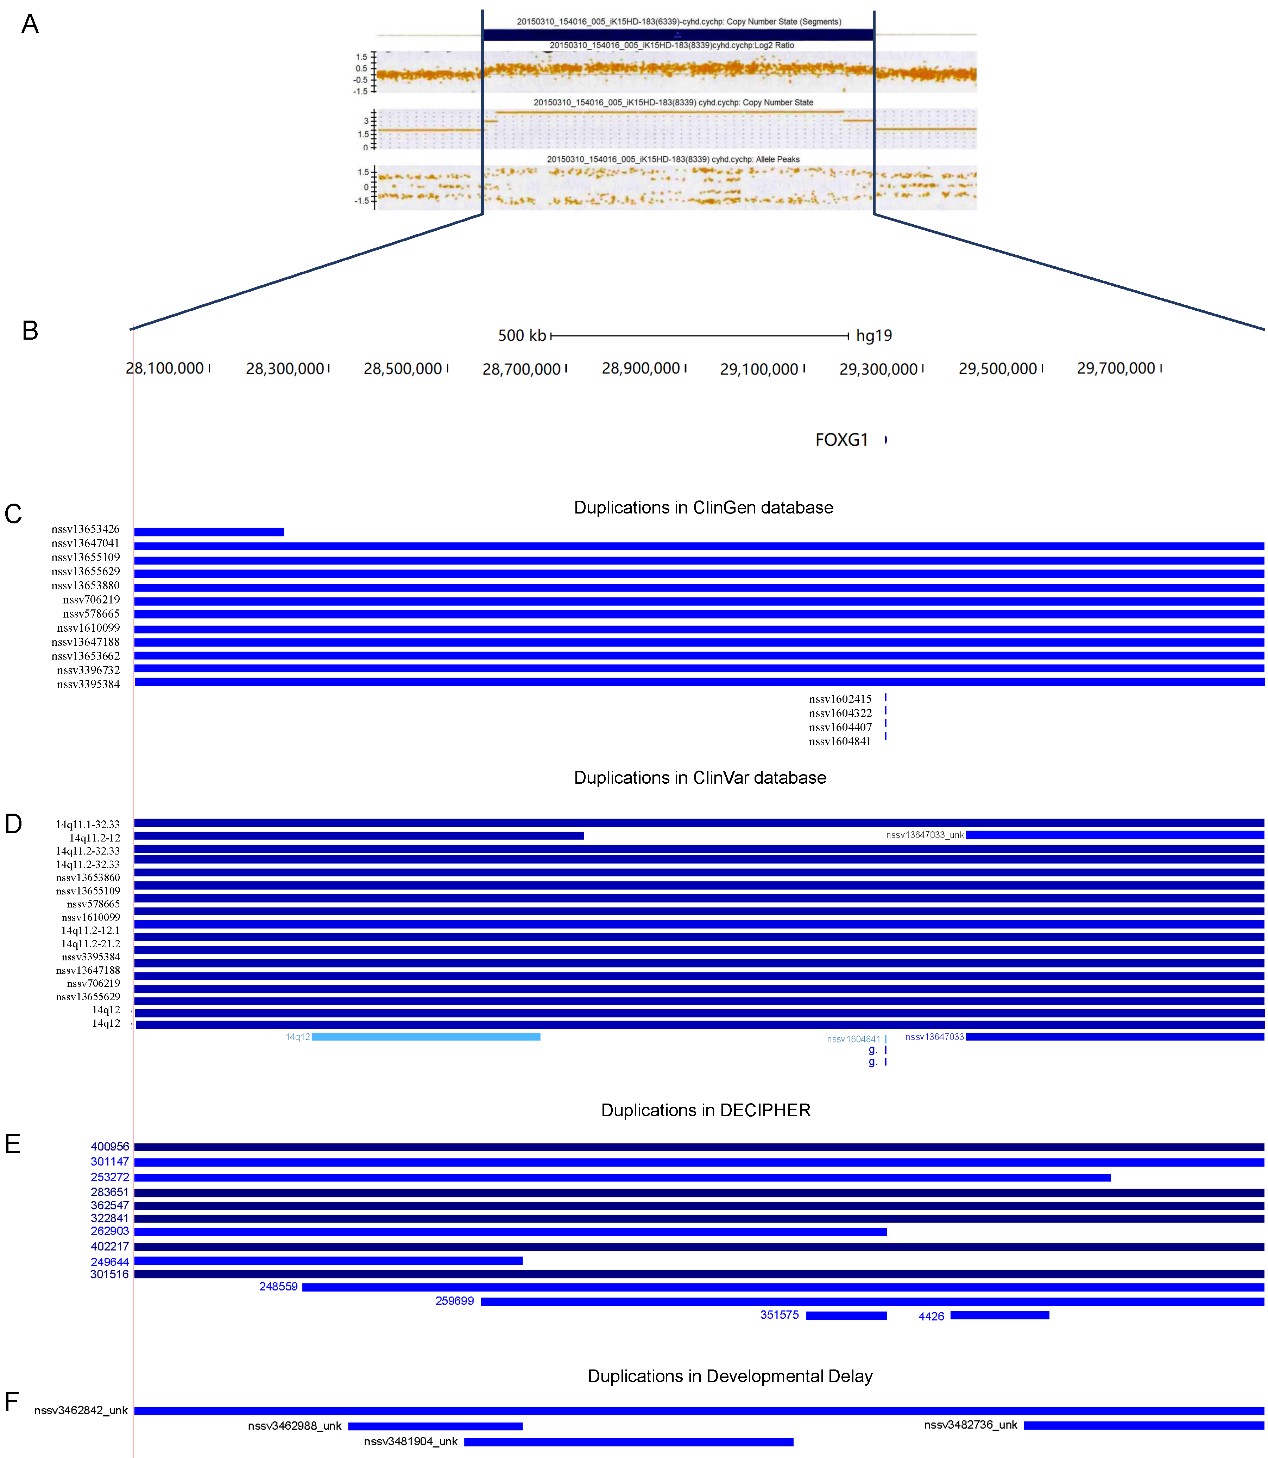 A
20150310_154016_005_iK15HD-183(6339)-cyhd.cychp: Copy Number State (Segments)
20150310_154016_005_iK15HD-183(8339)cyhd.cychp:Log2 Ratio
1.5
0.5
-0.5
-1.5
20150310_154016_005_iK15HD-183(8339) cyhd.cychp: Copy Number State
3
1.5
0
20150310_154016_005_iK15HD-183(8339) cyhd.cychp: Allele Peaks
1.5
0
-1.5
B
500 kb hg19
28,100,000 28,300,000 28,500,000 28,700,000 28,900,000 29,100,000 29,300,000 29,500,000 29,700,000
FOXG1
Duplications in ClinGen database
C
nssv13653426
nssv13647041
nssv13655109
nssv13655629
nssv13653880
nssv706219
nssv578665
nssv1610099
nssv13647188
nssv13653662
nssv3396732
nssv3395384
nssv1602415
nssv1604322
nssv1604407
nssv1604841
Duplications in ClinVar database
D
14q11.1-32.33
14q11.2-12 nssv13647033_unk
14q11.2-32.33
14q11.2-32.33
nssv13653860
nssv13655109
nssv578665
nssv1610099
14q11.2-12.1
14q11.2-21.2
nssv3395384
nssv13647188
nssv706219
nssv13655629
14q12
14q12
14q12 nssv1604841 nssv13647033
g.
g.
Duplications in DECIPHER
E
400956
301147
253272
283651
362547
322841
262903
402217
249644
301516
248559
259699
351575 4426
Duplications in Developmental Delay
F
nssv3462842_unk
nssv3462988_unk nssv3482736_unk
nssv3481904_unk